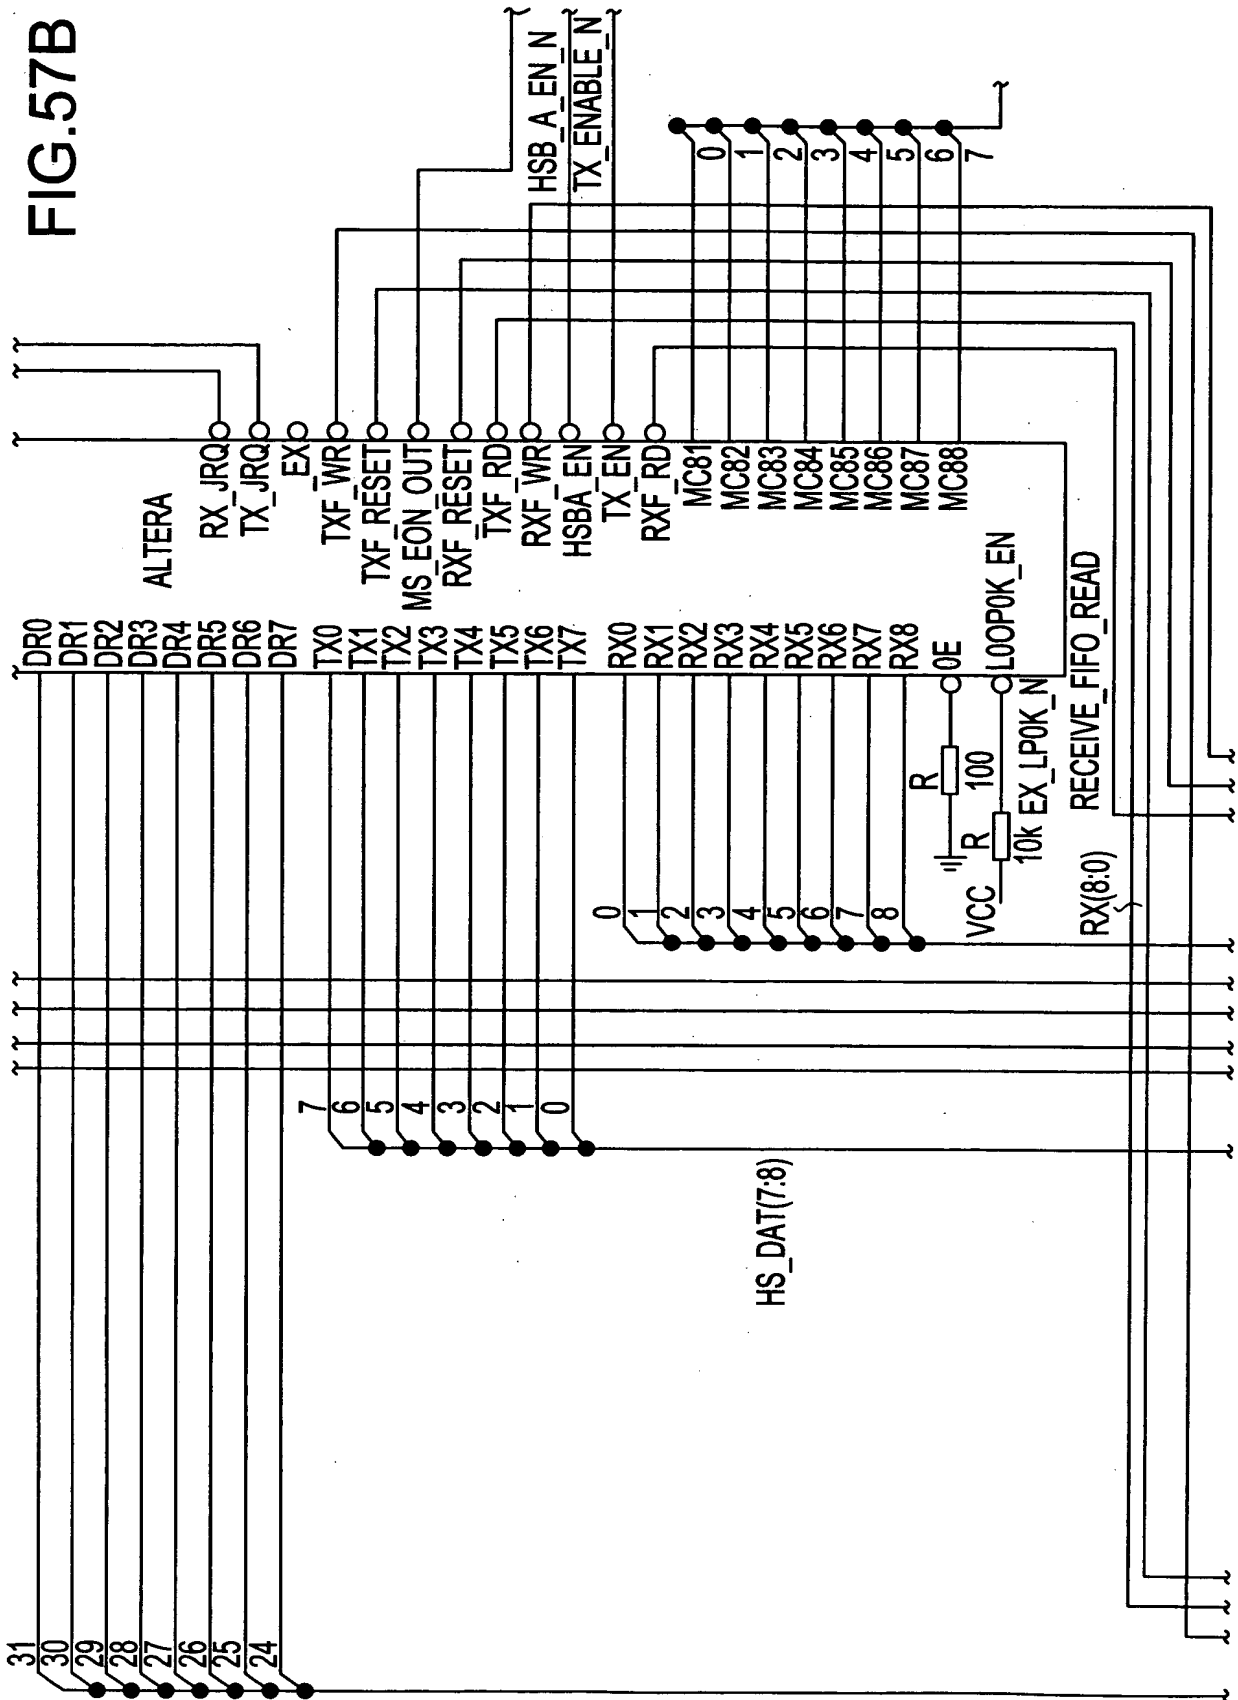 FIG.57B
ALTERA
31
30
29
28
27
26
25
24
DR0
DR1
DR2
DR3
DR4
DR5
DR6
DR7
7
6
5
4
3
2
1
0
TX0
TX1
TX2
TX3
TX4
TX5
TX6
TX7
HS_DAT(7:8)
0
1
2
3
4
5
6
7
8
RX0
RX1
RX2
RX3
RX4
RX5
RX6
RX7
RX8
RX(8:0)
R
100
OE
VCC
R
10k
EX_LP0K_N
LOOP0K_EN
RECEIVE_FIFO_READ
RX_JRQ
TX_JRQ
EX
TXF_WR
TXF_RESET
MS_EON_OUT
RXF_RESET
TXF_RD
RXF_WR
HSBA_EN
TX_EN
RXF_RD
MC81
MC82
MC83
MC84
MC85
MC86
MC87
MC88
HSB_A_EN_N
TX_ENABLE_N
0
1
2
3
4
5
6
7